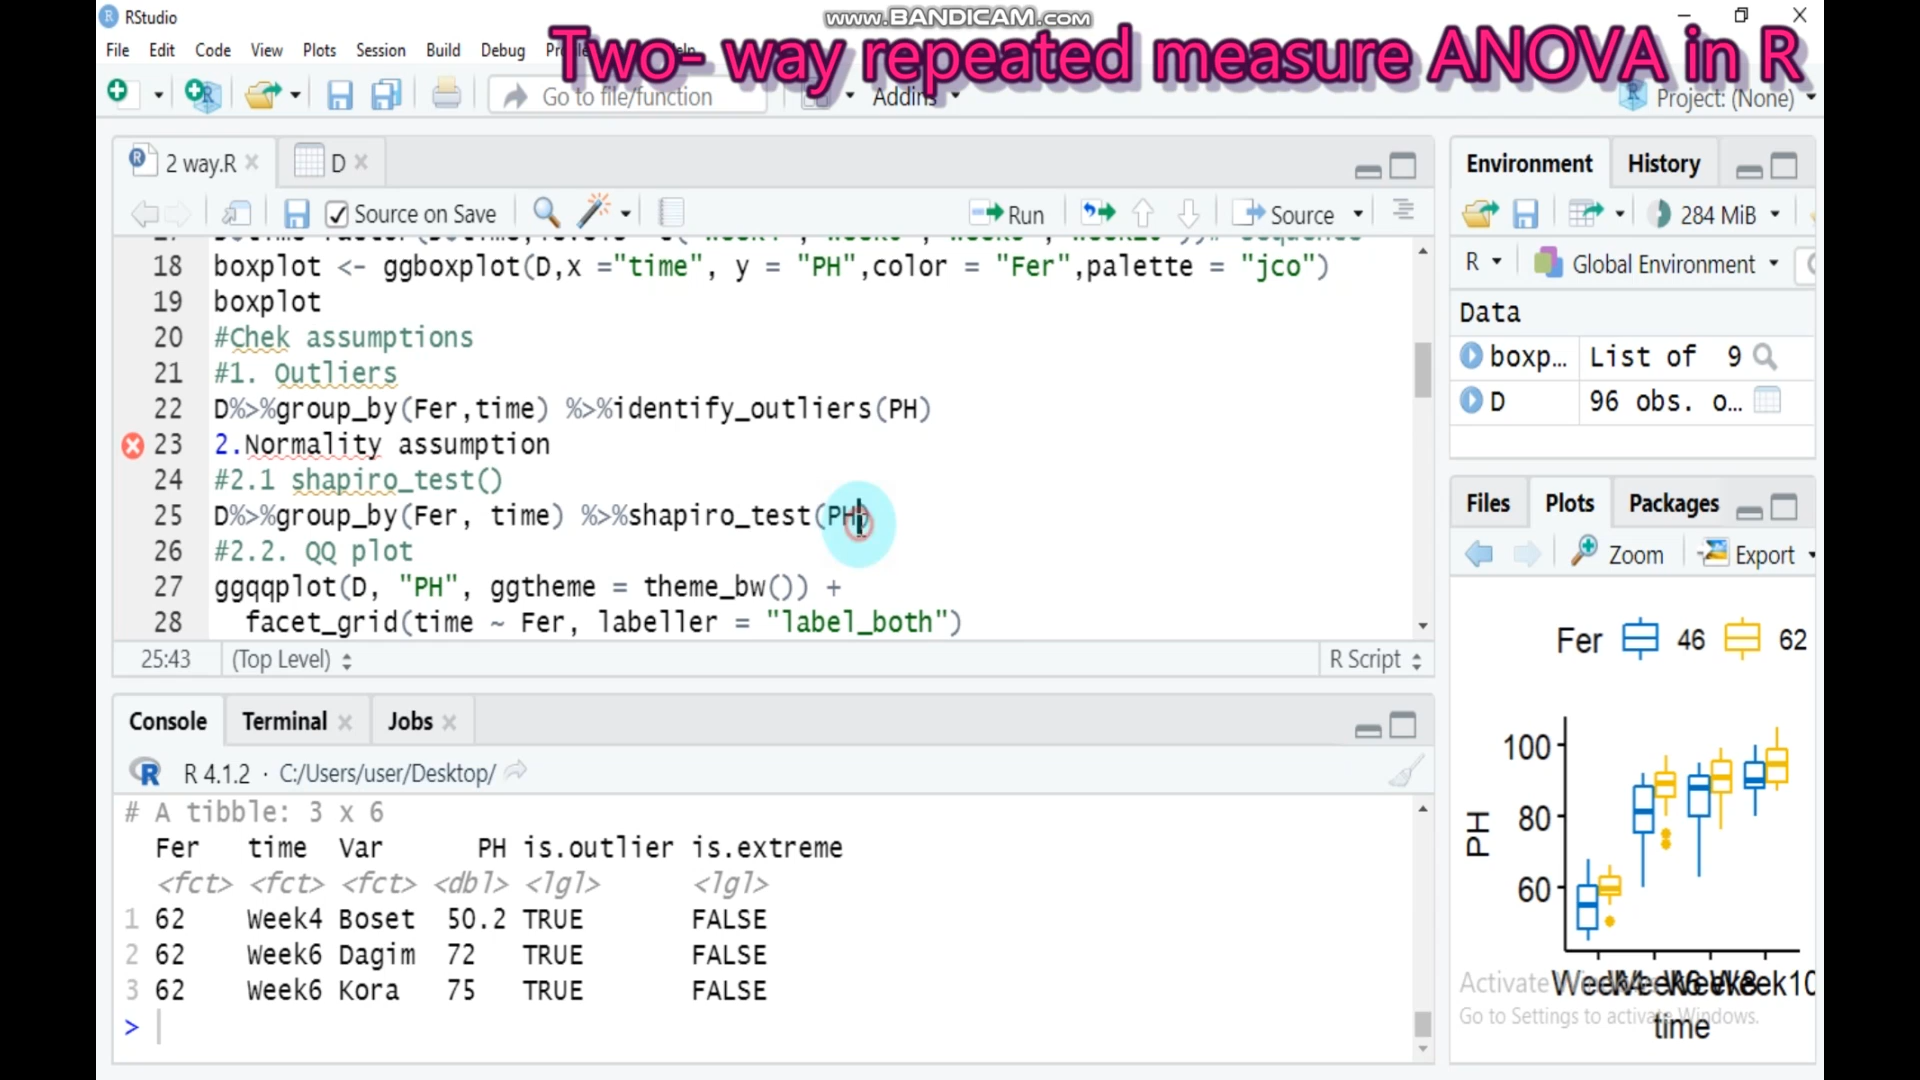 RStudio
www.BANDICAM.com
Two- way repeated measure ANOVA in R
File Edit Code View Plots Session Build Debug
Go to file/function
Addins
Project: (None)
2 way.R
D
Source on Save
Run
Source
18 boxplot <- ggboxplot(D,x ="time", y = "PH",color = "Fer",palette = "jco")
19 boxplot
20 #Chek assumptions
21 #1. Outliers
22 D%>%group_by(Fer,time) %>%identify_outliers(PH)
23 2.Normality assumption
24 #2.1 shapiro_test()
25 D%>%group_by(Fer, time) %>%shapiro_test(PH)
26 #2.2. QQ plot
27 ggqqplot(D, "PH", ggtheme = theme_bw()) +
28 facet_grid(time ~ Fer, labeller = "label_both")
25:43 (Top Level) R Script
Console Terminal Jobs
R 4.1.2 · C:/Users/user/Desktop/
# A tibble: 3 x 6
Fer time Var PH is.outlier is.extreme
<fct> <fct> <fct> <dbl> <lgl> <lgl>
1 62 Week4 Boset 50.2 TRUE FALSE
2 62 Week6 Dagim 72 TRUE FALSE
3 62 Week6 Kora 75 TRUE FALSE
>
Environment History
284 MiB
R Global Environment
Data
boxp... List of 9
D 96 obs. o...
Files Plots Packages
Zoom Export
Fer 46 62
100
80
60
PH
Week10
time
Activate Windows
Go to Settings to activate Windows.